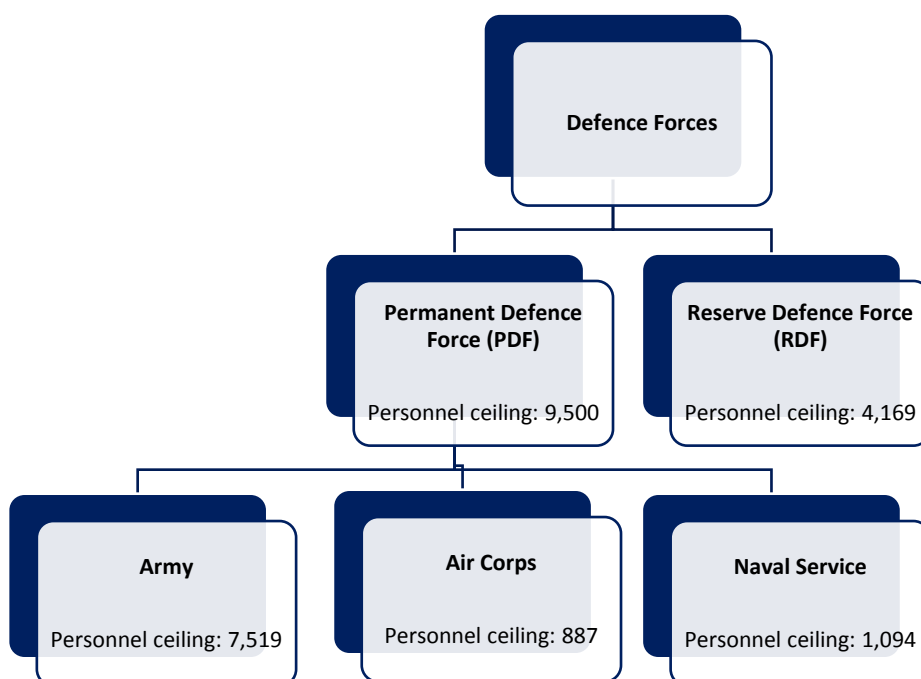 Defence Forces
Permanent Defence
Force (PDF)
Personnel ceiling: 9,500
Reserve Defence Force
(RDF)
Personnel ceiling: 4,169
Army
Personnel ceiling: 7,519
Air Corps
Personnel ceiling: 887
Naval Service
Personnel ceiling: 1,094